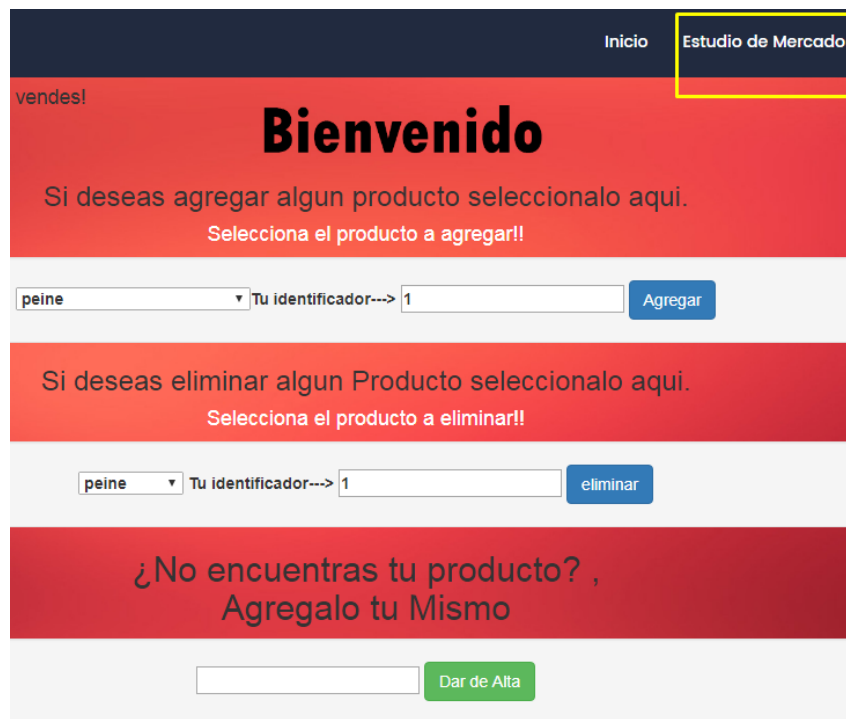 Inicio Estudio de Mercado
vendes!
Bienvenido
Si deseas agregar algun producto seleccionalo aqui.
Selecciona el producto a agregar!!
peine Tu identificador---> 1 Agregar
Si deseas eliminar algun Producto seleccionalo aqui.
Selecciona el producto a eliminar!!
peine Tu identificador---> 1 eliminar
¿No encuentras tu producto? ,
Agregalo tu Mismo
Dar de Alta